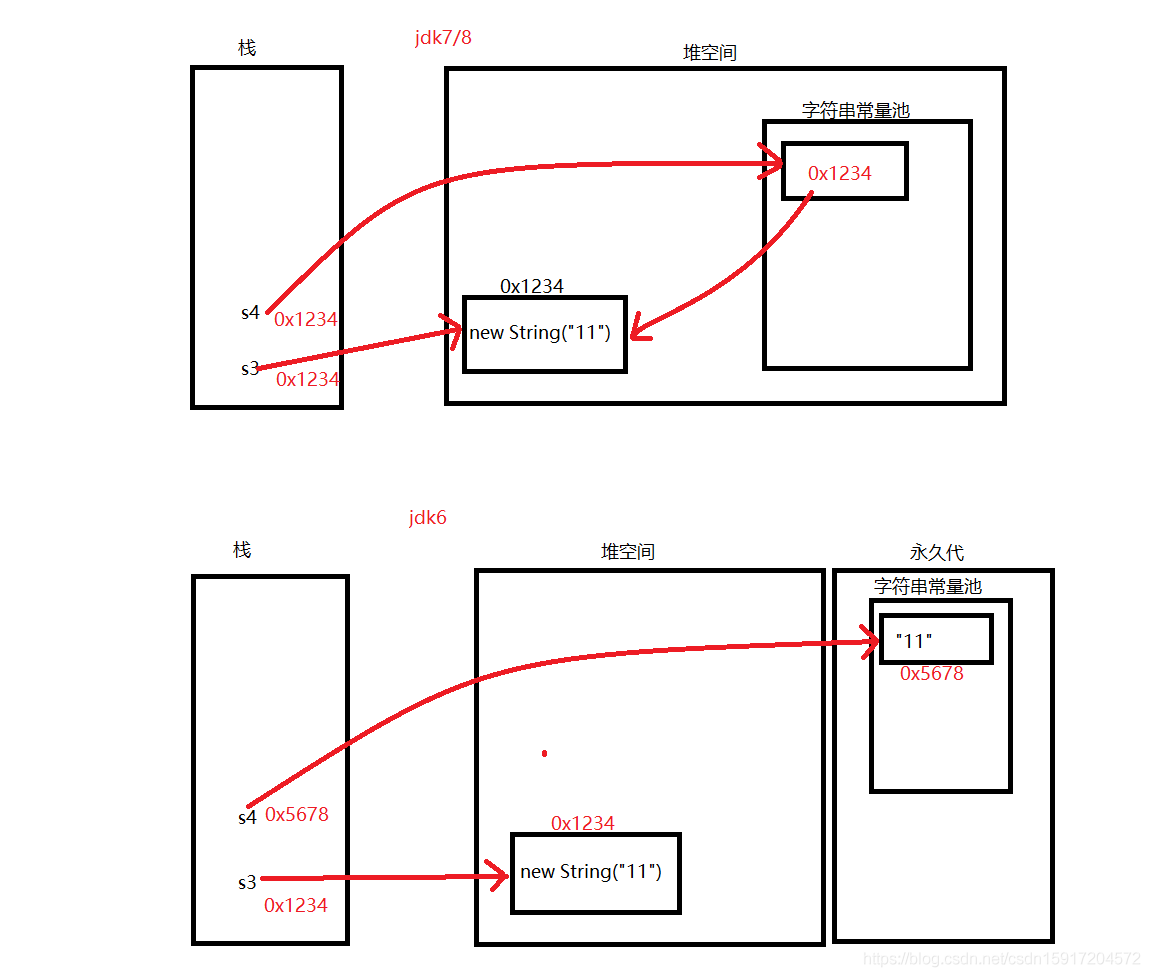 jdk7/8
栈
堆空间
字符串常量池
0x1234
0x1234
new String("11")
s4
0x1234
s3
0x1234
jdk6
栈
堆空间
永久代
字符串常量池
"11"
0x5678
s4
0x5678
0x1234
new String("11")
s3
0x1234
https://blog.csdn.net/csdn15917204572